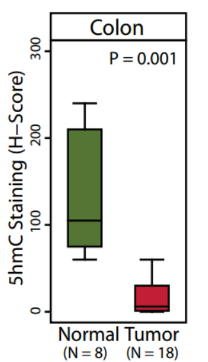 Colon
P = 0.001
5hmC Staining (H−Score)
300
200
100
0
Normal Tumor
(N = 8) (N = 18)